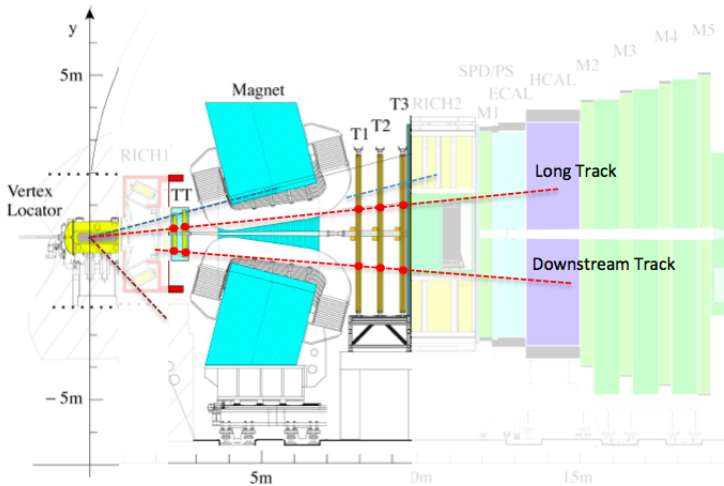 y
5m
Magnet
SPD/PS
ECAL
HCAL
M1
M2
M3
M4
M5
T1
T2
T3
RICH2
RICH1
TT
Vertex
Locator
Long Track
Downstream Track
− 5m
5m
0m
15m